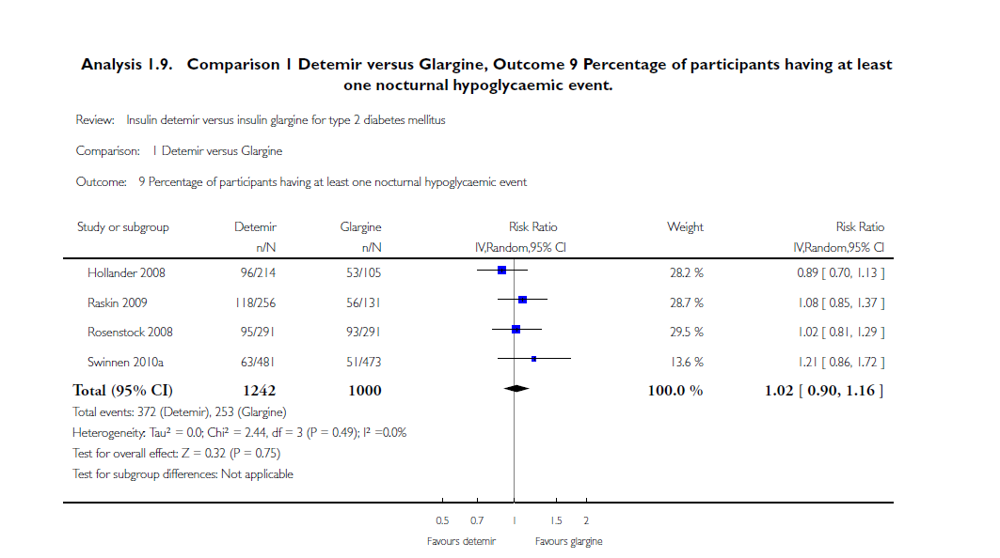 Analysis 1.9. Comparison 1 Detemir versus Glargine, Outcome 9 Percentage of participants having at least
one nocturnal hypoglycaemic event.
Review: Insulin detemir versus insulin glargine for type 2 diabetes mellitus
Comparison: 1 Detemir versus Glargine
Outcome: 9 Percentage of participants having at least one nocturnal hypoglycaemic event
Study or subgroup Detemir Glargine Risk Ratio Weight Risk Ratio
n/N n/N IV,Random,95% CI IV,Random,95% CI
Hollander 2008 96/214 53/105 28.2 % 0.89 [ 0.70, 1.13 ]
Raskin 2009 118/256 56/131 28.7 % 1.08 [ 0.85, 1.37 ]
Rosenstock 2008 95/291 93/291 29.5 % 1.02 [ 0.81, 1.29 ]
Swinnen 2010a 63/481 51/473 13.6 % 1.21 [ 0.86, 1.72 ]
Total (95% CI) 1242 1000 100.0 % 1.02 [ 0.90, 1.16 ]
Total events: 372 (Detemir), 253 (Glargine)
Heterogeneity: Tau² = 0.0; Chi² = 2.44, df = 3 (P = 0.49); I² =0.0%
Test for overall effect: Z = 0.32 (P = 0.75)
Test for subgroup differences: Not applicable
0.5 0.7 1 1.5 2
Favours detemir Favours glargine